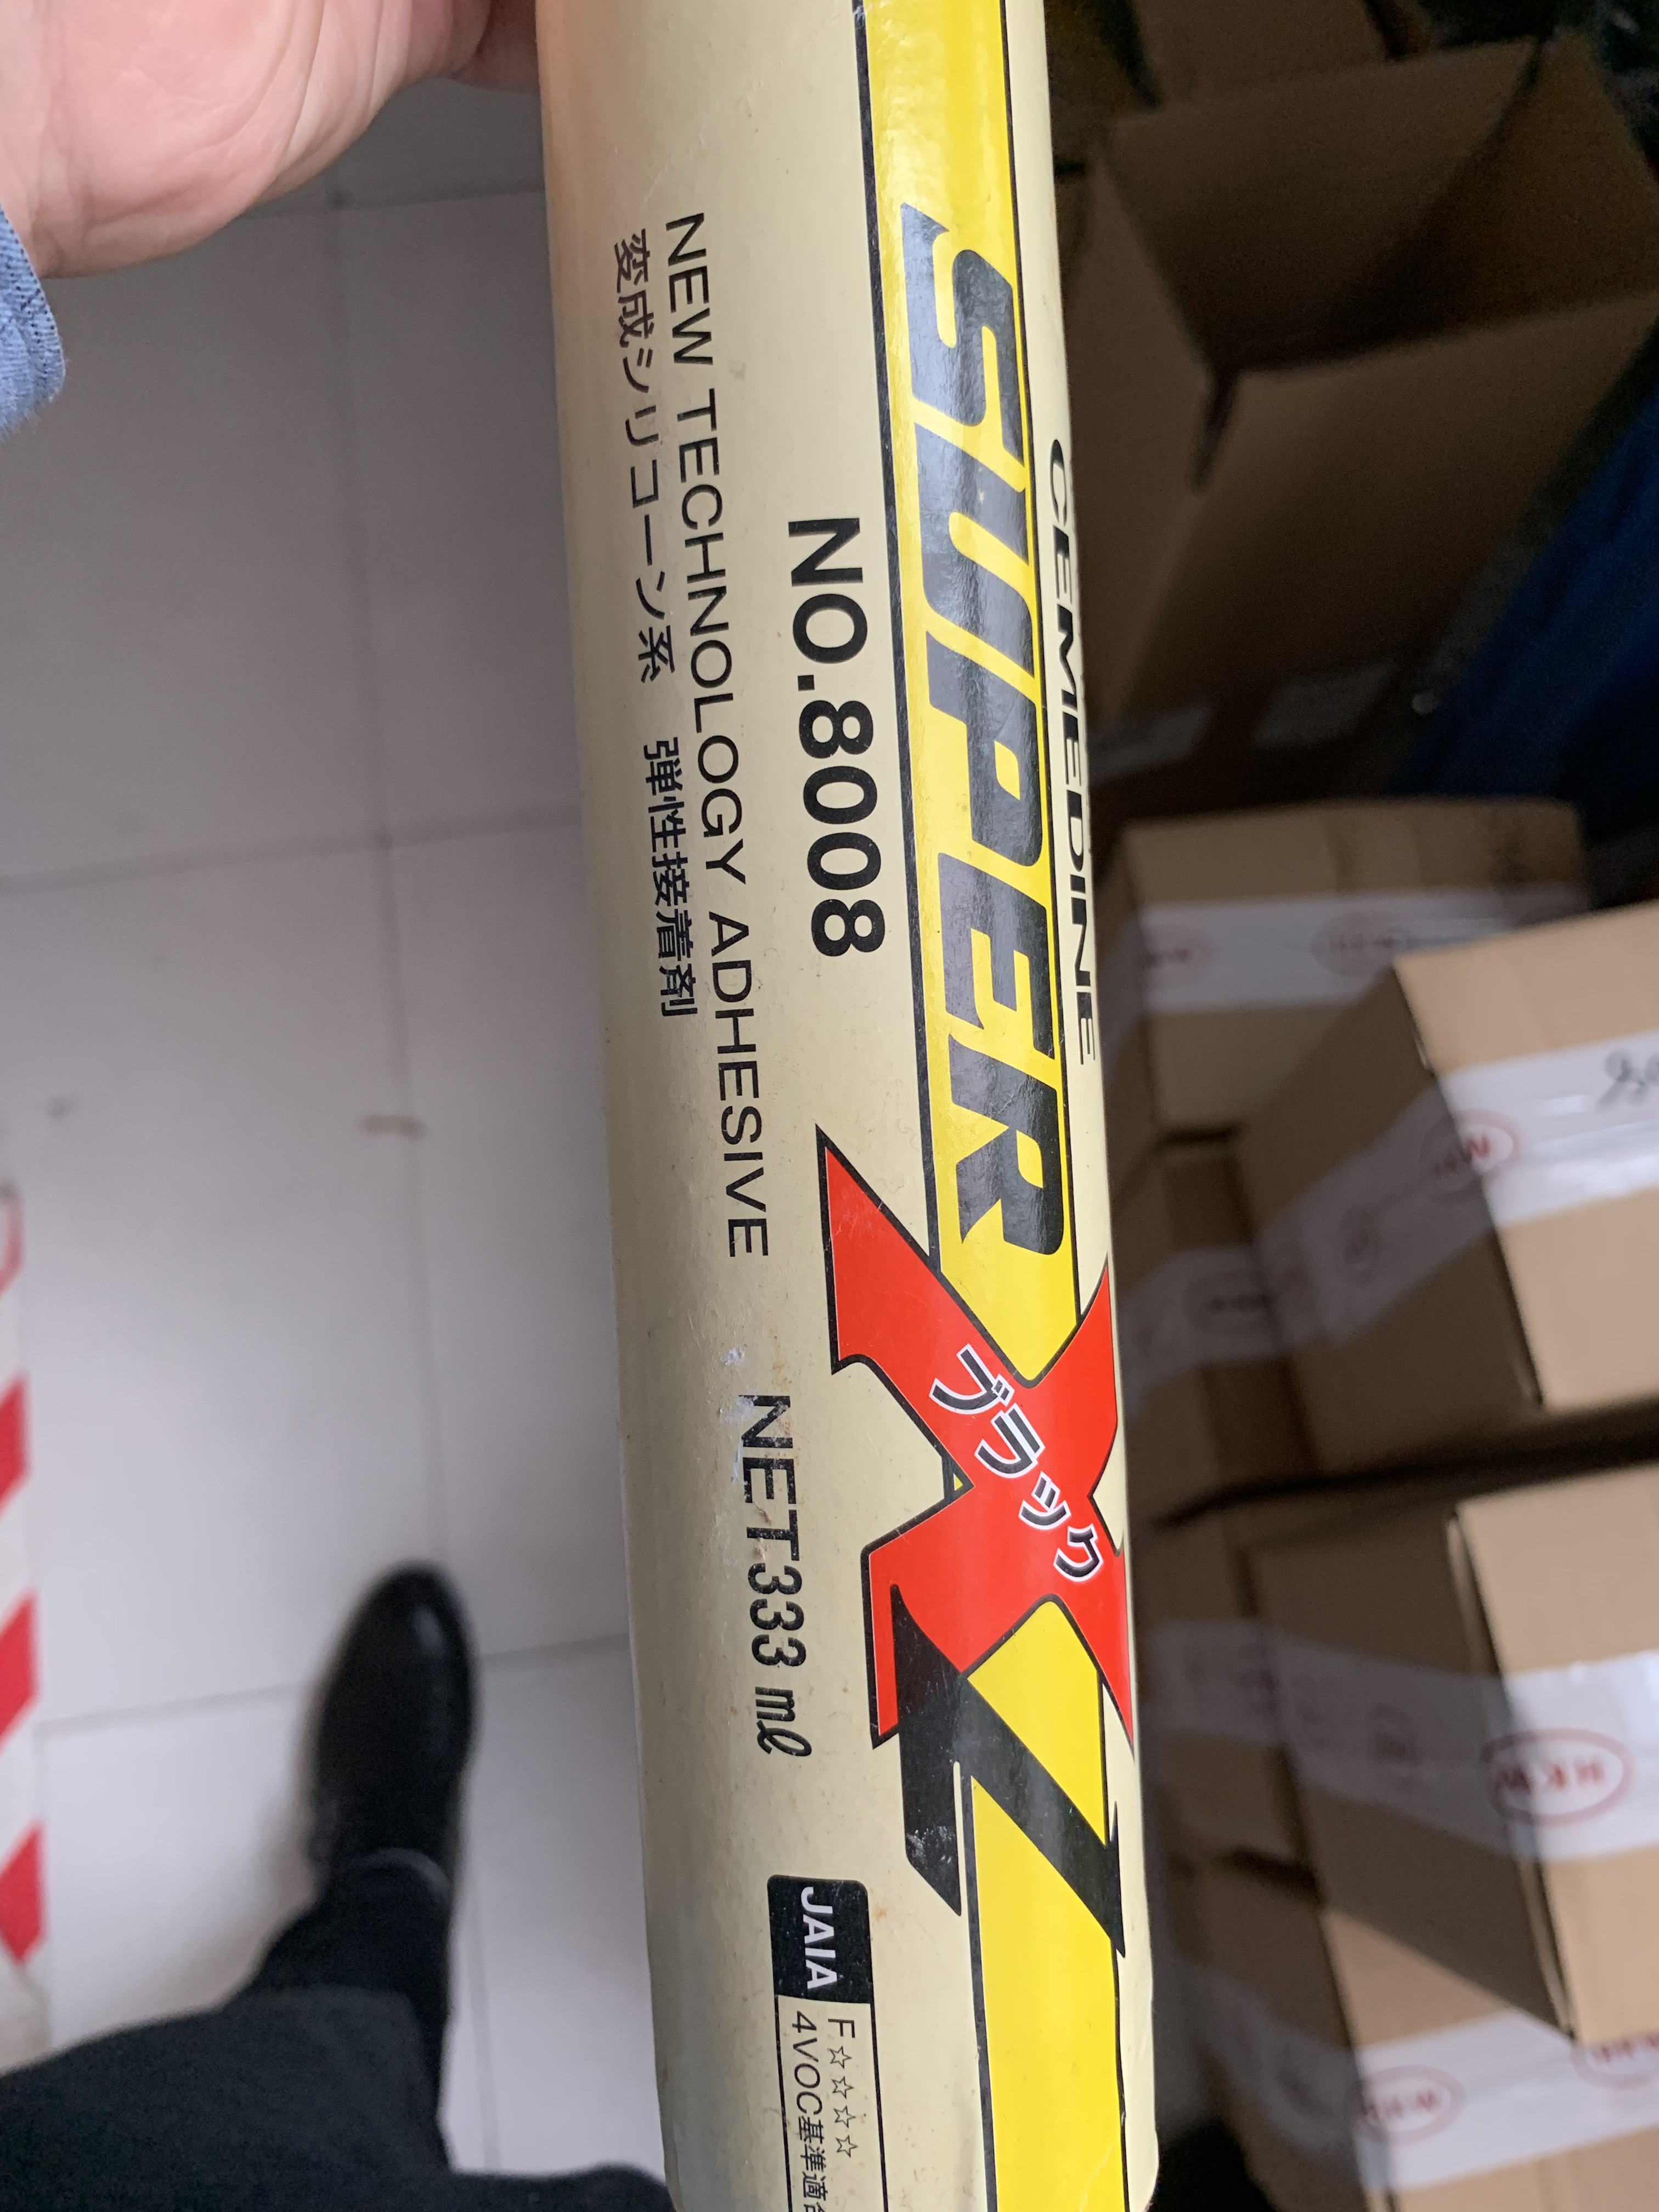 CEMEDINE
SUPER X L
ブラック
NO.8008
NEW TECHNOLOGY ADHESIVE NET333 ml
変成シリコーン系 弾性接着剤
JAIA F☆☆☆☆
4VOC基準適合